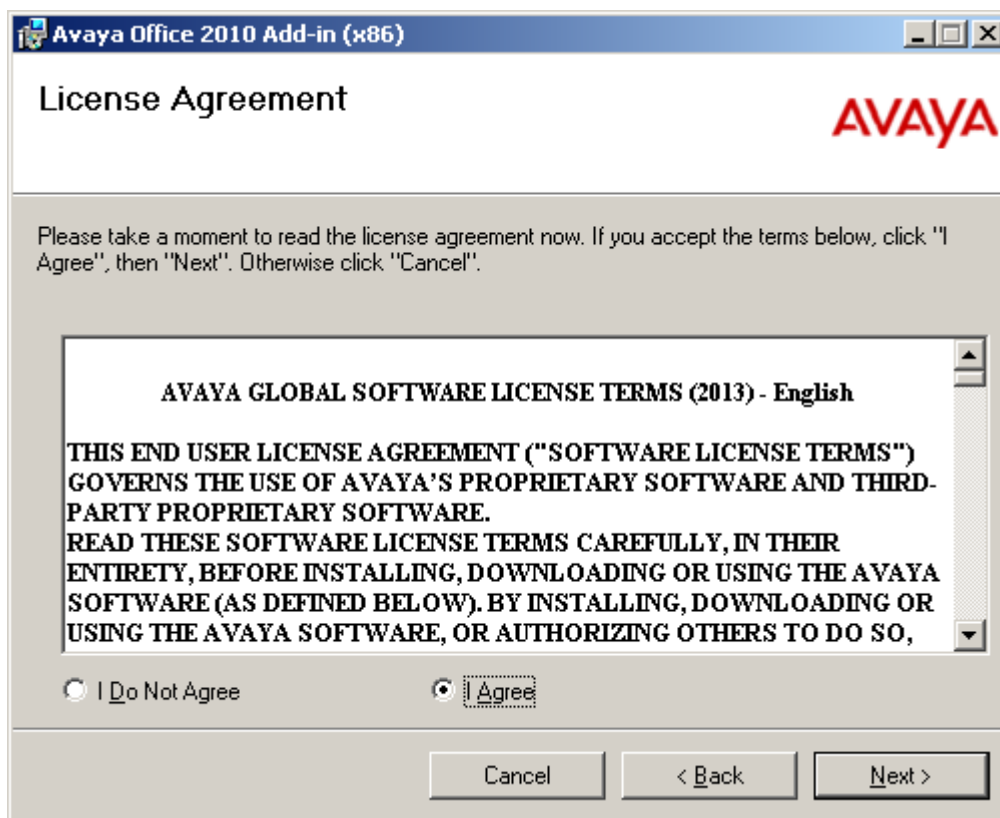 Avaya Office 2010 Add-in (x86)
License Agreement
AVAYA
Please take a moment to read the license agreement now. If you accept the terms below, click "I
Agree", then "Next". Otherwise click "Cancel".
AVAYA GLOBAL SOFTWARE LICENSE TERMS (2013) - English
THIS END USER LICENSE AGREEMENT ("SOFTWARE LICENSE TERMS")
GOVERNS THE USE OF AVAYA’S PROPRIETARY SOFTWARE AND THIRD-
PARTY PROPRIETARY SOFTWARE.
READ THESE SOFTWARE LICENSE TERMS CAREFULLY, IN THEIR
ENTIRETY, BEFORE INSTALLING, DOWNLOADING OR USING THE AVAYA
SOFTWARE (AS DEFINED BELOW). BY INSTALLING, DOWNLOADING OR
USING THE AVAYA SOFTWARE, OR AUTHORIZING OTHERS TO DO SO,
I Do Not Agree
I Agree
Cancel
< Back
Next >